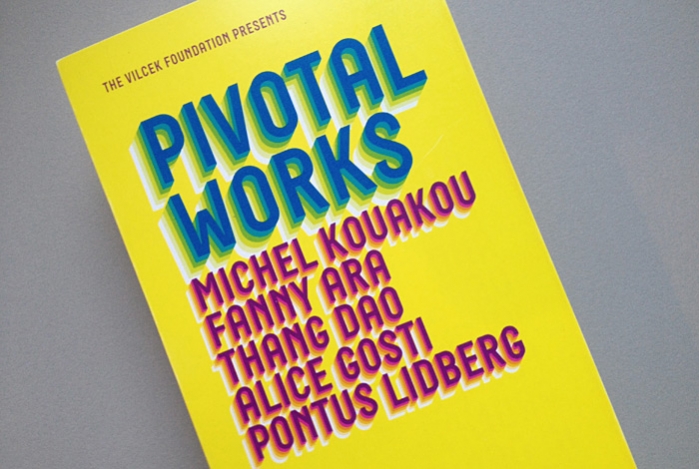 THE VILCEK FOUNDATION PRESENTS
PIVOTAL
WORKS
MICHEL KOUAKOU
FANNY ARA
THANG DAO
ALICE GOSTI
PONTUS LIDBERG